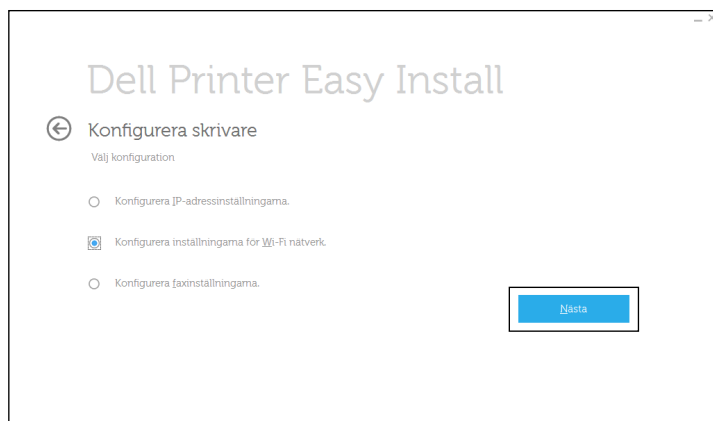 Dell Printer Easy Install
Konfigurera skrivare
Välj konfiguration
Konfigurera IP-adressinställningarna.
Konfigurera inställningarna för Wi-Fi nätverk.
Konfigurera faxinställningarna.
Nästa